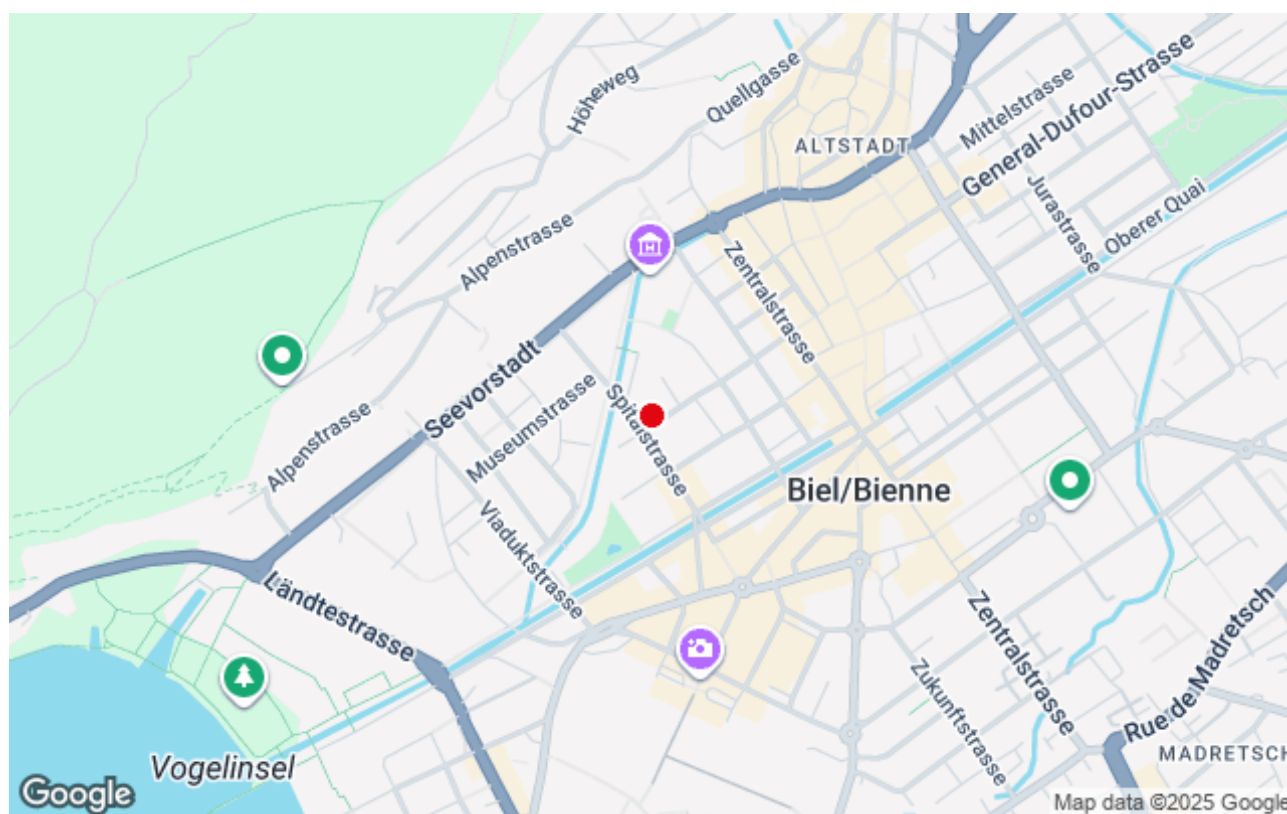 Höheweg
Quellgasse
ALTSTADT
Mittelstrasse
General-Dufour-Strasse
Jurastrasse
Oberer Quai
Alpenstrasse
Zentralstrasse
Seevorstadt
Museumstrasse
Spitalstrasse
Alpenstrasse
Biel/Bienne
Viaduktstrasse
Ländtestrasse
Zentralstrasse
Zukunftstrasse
Rue de Madretsch
MADRETSCH
Vogelinsel
Google
Map data ©2025 Google